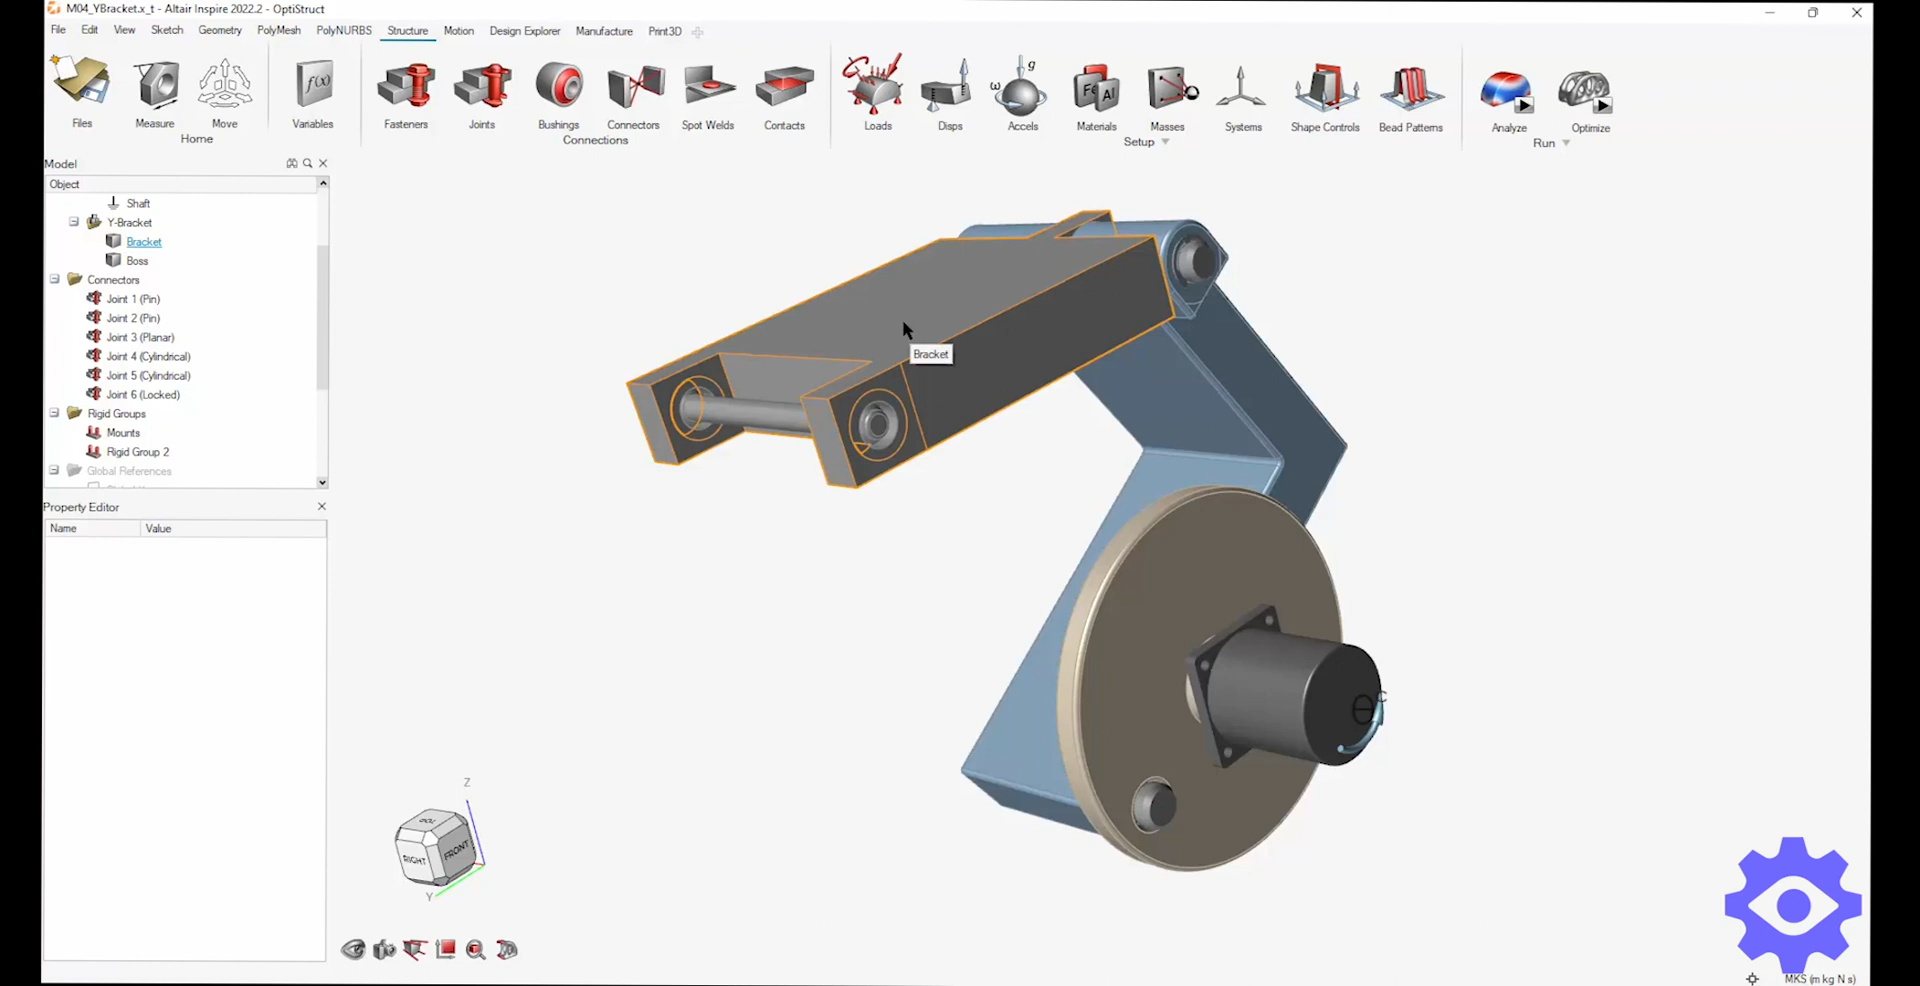 M04_YBracket.x_t - Altair Inspire 2022.2 - OptiStruct
File Edit View Sketch Geometry PolyMesh PolyNURBS Structure Motion Design Explorer Manufacture Print3D
f(x)
g
ω
Fe
Al
Files Measure Move Variables Fasteners Joints Bushings Connectors Spot Welds Contacts Loads Disps Accels Materials Masses Systems Shape Controls Bead Patterns Analyze Optimize
Home Connections Setup Run
Model
Object
Shaft
Y-Bracket
Bracket
Boss
Connectors
Joint 1 (Pin)
Joint 2 (Pin)
Joint 3 (Planar)
Joint 4 (Cylindrical)
Joint 5 (Cylindrical)
Joint 6 (Locked)
Rigid Groups
Mounts
Rigid Group 2
Global References
Property Editor
Name Value
Bracket
Z
TOP
RIGHT FRONT
Y
MKS (m kg N s)